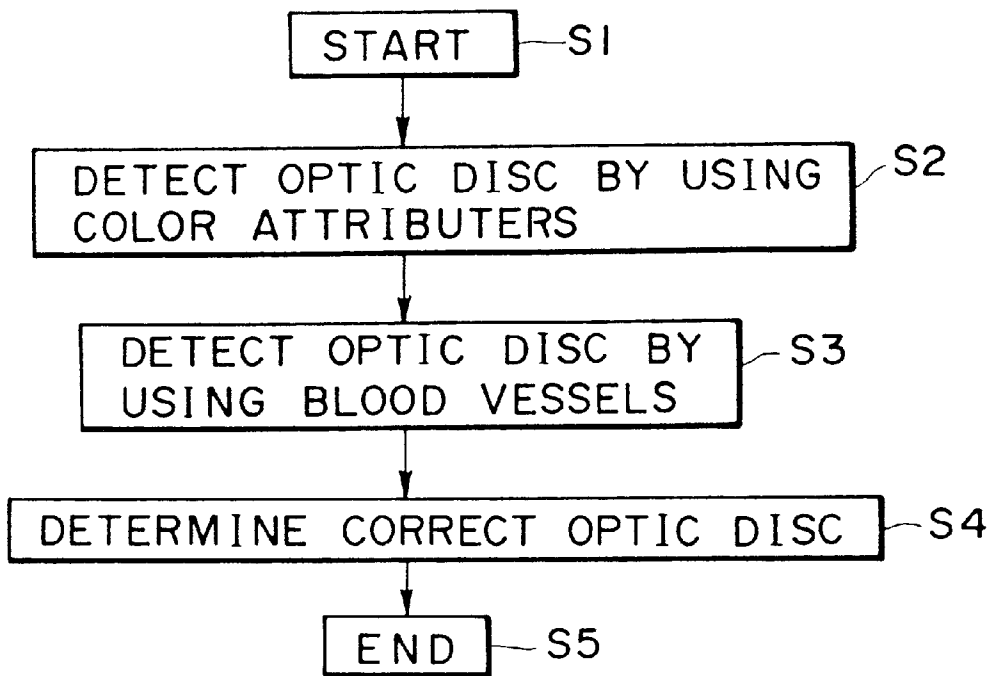 START
S1
DETECT OPTIC DISC BY USING
COLOR ATTRIBUTERS
S2
DETECT OPTIC DISC BY
USING BLOOD VESSELS
S3
DETERMINE CORRECT OPTIC DISC
S4
END
S5